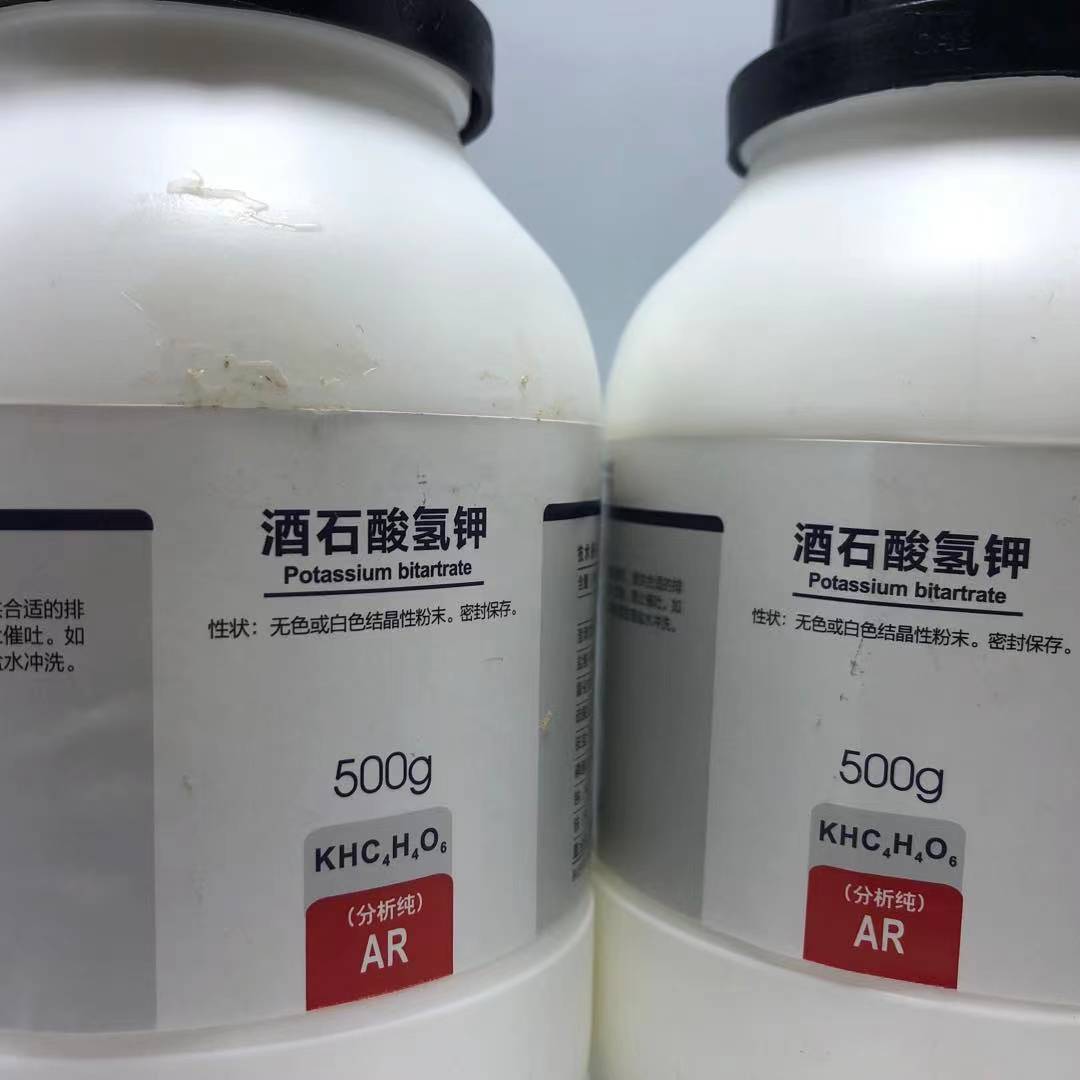 酒石酸氢钾
Potassium bitartrate
性状：无色或白色结晶性粉末。密封保存。
500g
KHC₄H₄O₆
（分析纯）
AR
合适的排
催吐。如
水冲洗。
酒石酸氢钾
Potassium bitartrate
性状：无色或白色结晶性粉末。密封保存。
500g
KHC₄H₄O₆
（分析纯）
AR